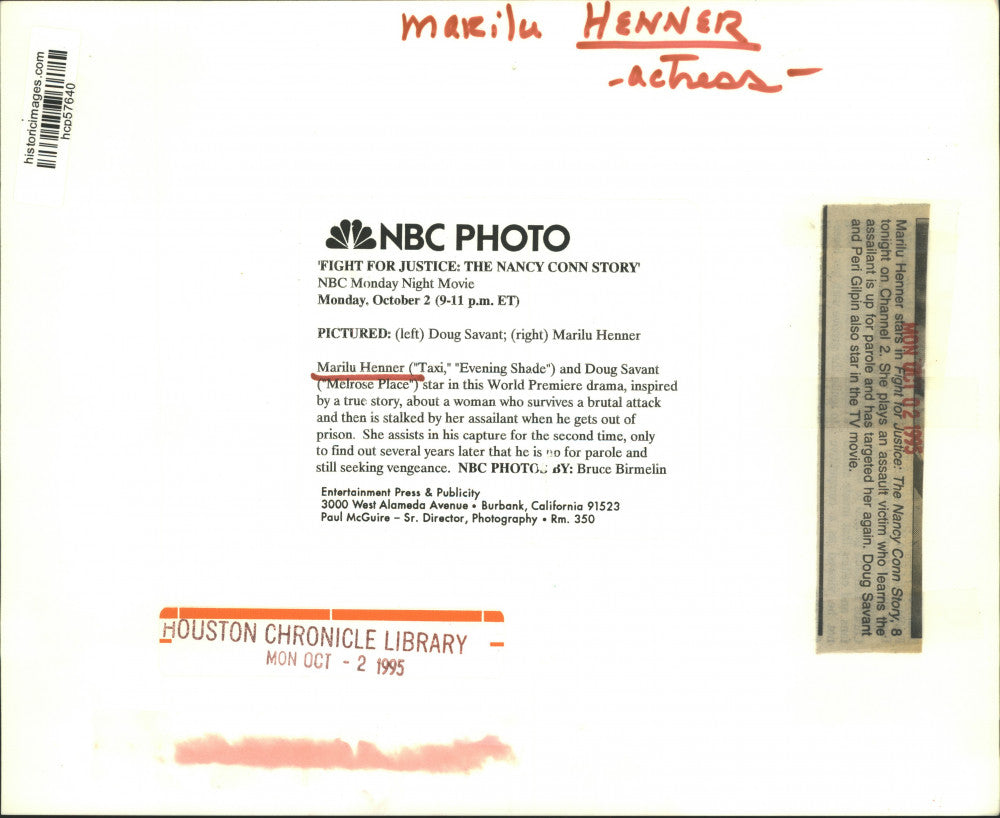 Marilu HENNER
-actress-
historicimages.com
hcp57640
NBC PHOTO
'FIGHT FOR JUSTICE: THE NANCY CONN STORY'
NBC Monday Night Movie
Monday, October 2 (9-11 p.m. ET)
PICTURED: (left) Doug Savant; (right) Marilu Henner
Marilu Henner ("Taxi," "Evening Shade") and Doug Savant
("Melrose Place") star in this World Premiere drama, inspired
by a true story, about a woman who survives a brutal attack
and then is stalked by her assailant when he gets out of
prison. She assists in his capture for the second time, only
to find out several years later that he is up for parole and
still seeking vengeance. NBC PHOTO BY: Bruce Birmelin
Entertainment Press & Publicity
3000 West Alameda Avenue • Burbank, California 91523
Paul McGuire – Sr. Director, Photography • Rm. 350
Marilu Henner stars in Fight for Justice: The Nancy Conn Story, 8
tonight on Channel 2. She plays an assault victim who learns the
assailant is up for parole and has targeted her again. Doug Savant
and Peri Gilpin also star in the TV movie.
MON OCT 02 1995
HOUSTON CHRONICLE LIBRARY
MON OCT - 2 1995